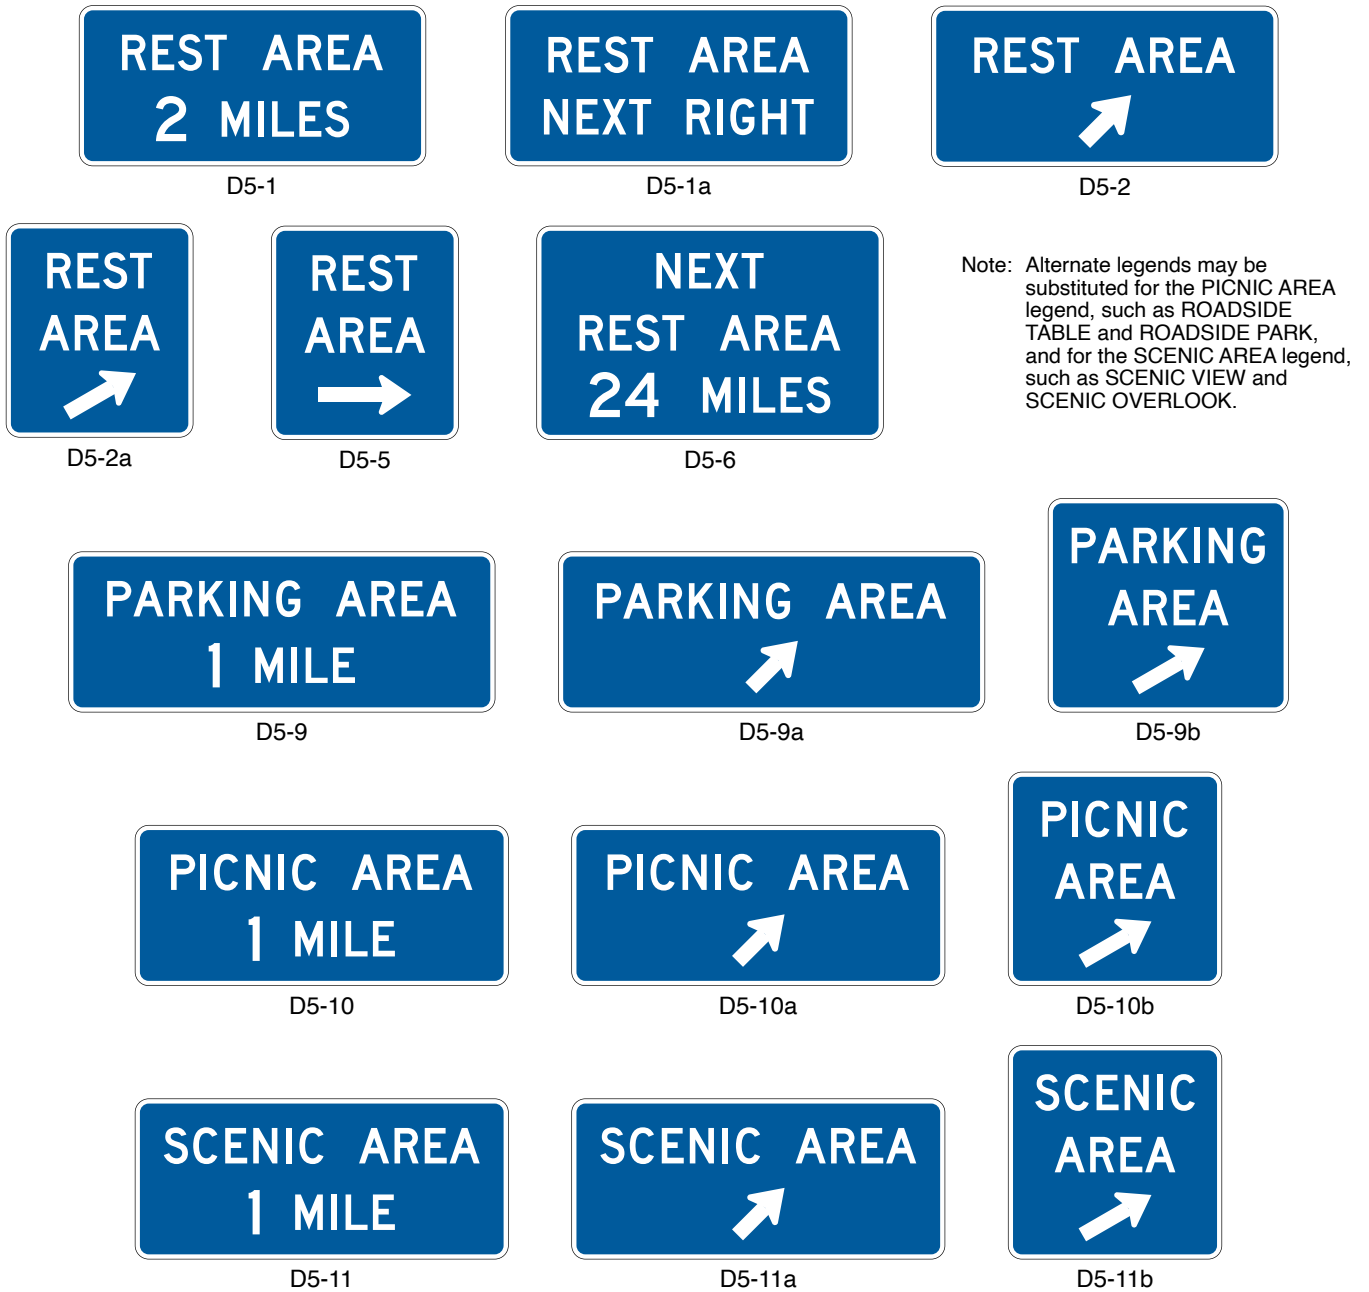 REST AREA
2 MILES
D5-1
REST AREA
NEXT RIGHT
D5-1a
REST AREA
D5-2
REST
AREA
D5-2a
REST
AREA
D5-5
NEXT
REST AREA
24 MILES
D5-6
Note: Alternate legends may be
substituted for the PICNIC AREA
legend, such as ROADSIDE
TABLE and ROADSIDE PARK,
and for the SCENIC AREA legend,
such as SCENIC VIEW and
SCENIC OVERLOOK.
PARKING AREA
1 MILE
D5-9
PARKING AREA
D5-9a
PARKING
AREA
D5-9b
PICNIC AREA
1 MILE
D5-10
PICNIC AREA
D5-10a
PICNIC
AREA
D5-10b
SCENIC AREA
1 MILE
D5-11
SCENIC AREA
D5-11a
SCENIC
AREA
D5-11b